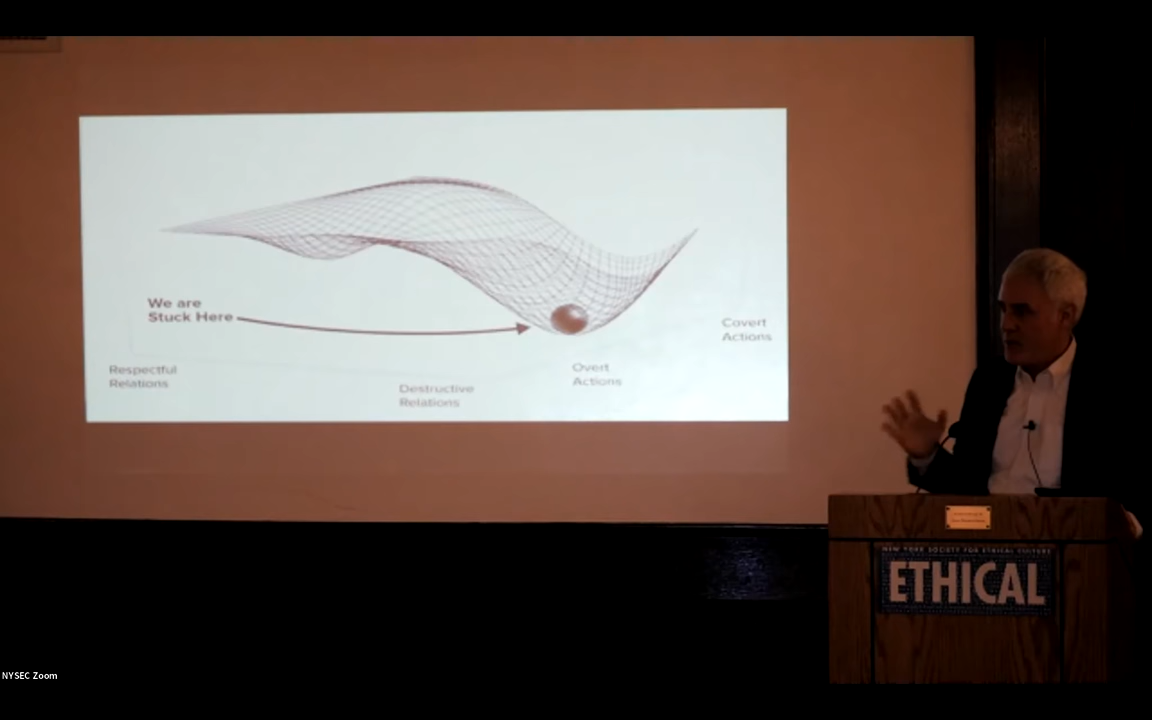 We are
Stuck Here
Respectful
Relations
Destructive
Relations
Overt
Actions
Covert
Actions
NEW YORK SOCIETY FOR ETHICAL CULTURE
ETHICAL
NYSEC Zoom